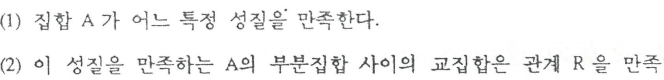 (1) 집합 A 가 어느 특정 성질을 만족한다.
(2) 이 성질을 만족하는 A의 부분집합 사이의 교집합은 관계 R 을 만족